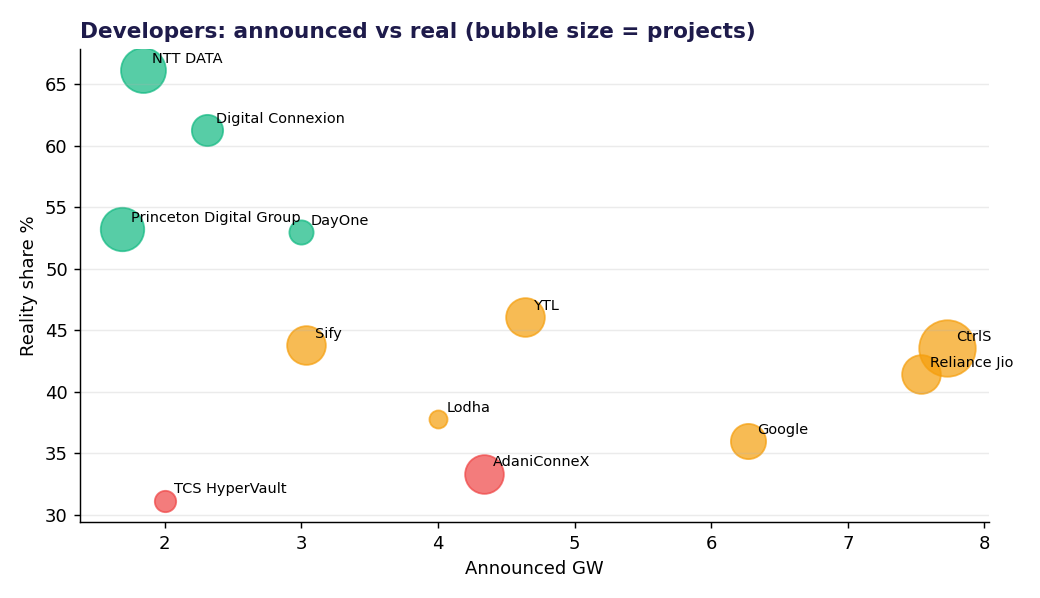 Developers: announced vs real (bubble size = projects)
NTT DATA
65
Digital Connexion
60
Princeton Digital Group
DayOne
55
50
YTL
45
Sify
CtrlS
Reliance Jio
40
Lodha
Google
35
AdaniConneX
TCS HyperVault
30
Reality share %
2 3 4 5 6 7 8
Announced GW